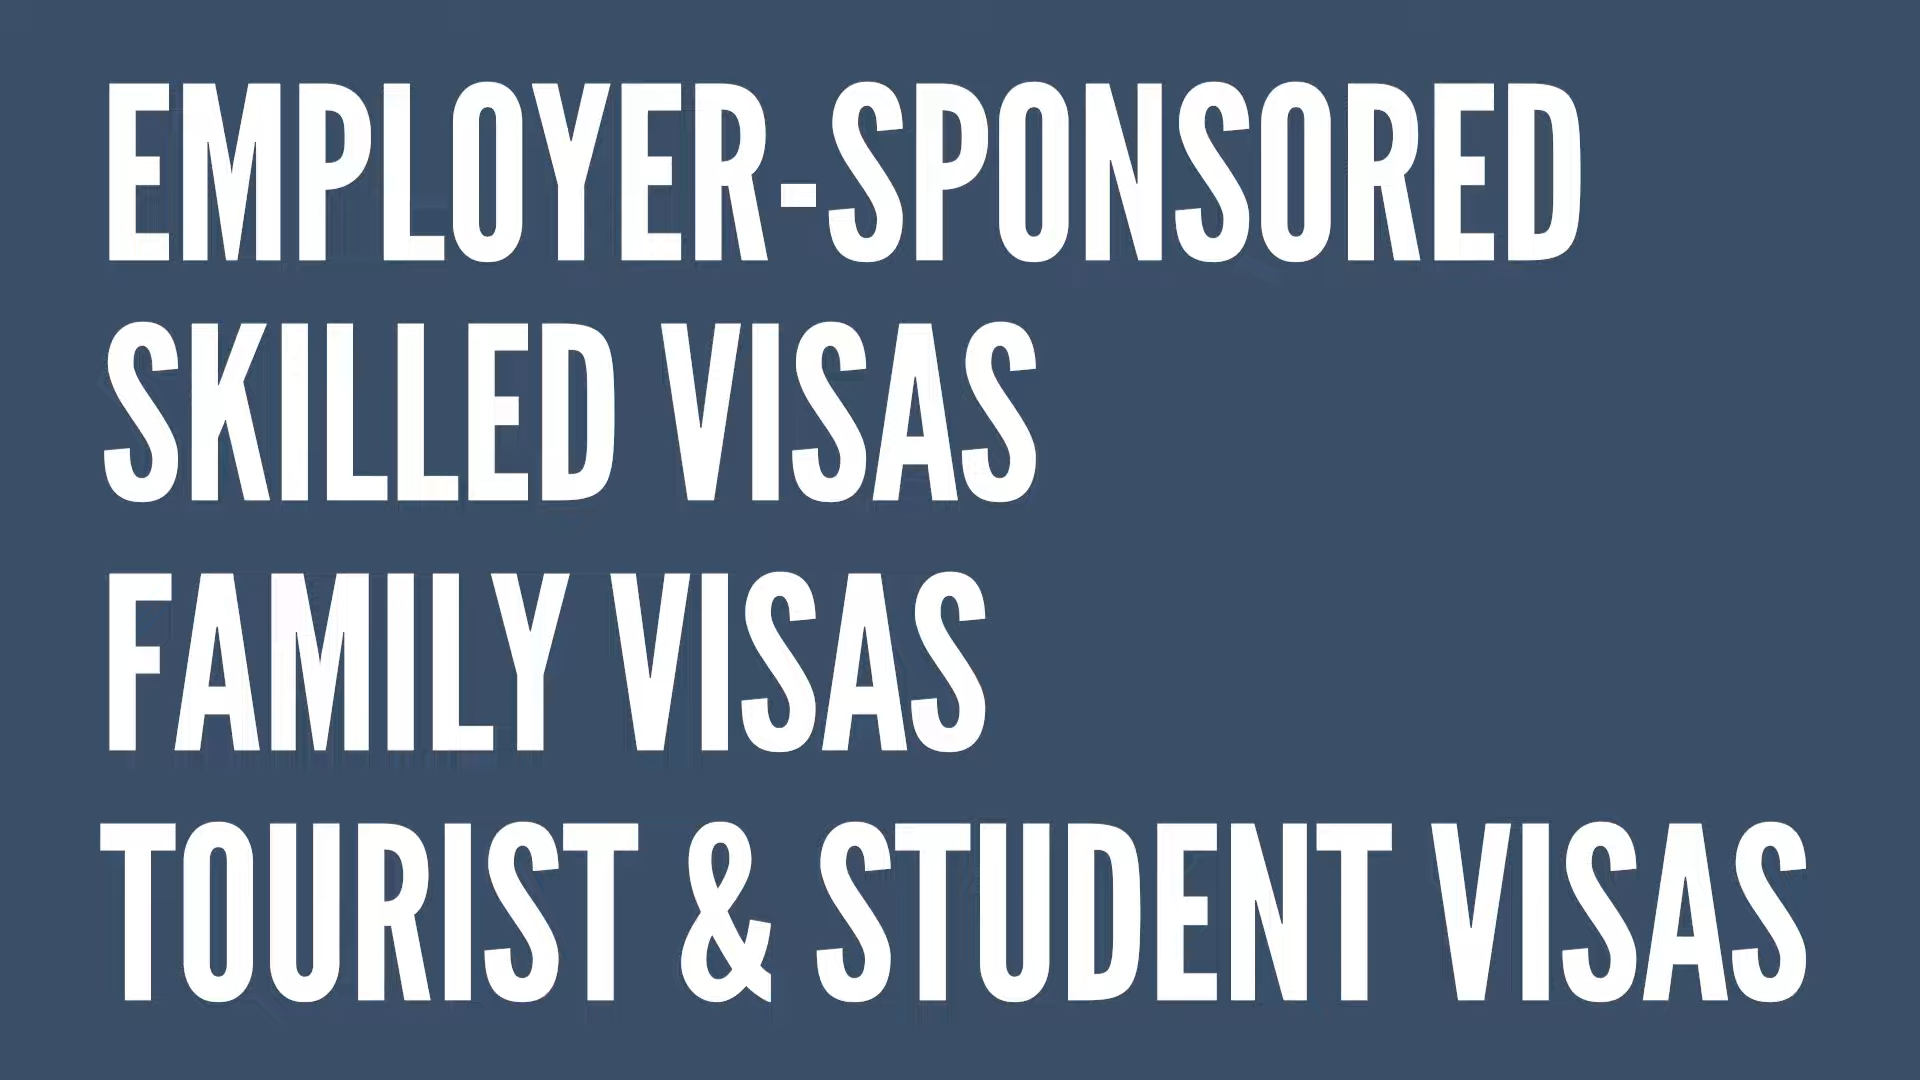 EMPLOYER-SPONSORED
SKILLED VISAS
FAMILY VISAS
TOURIST & STUDENT VISAS